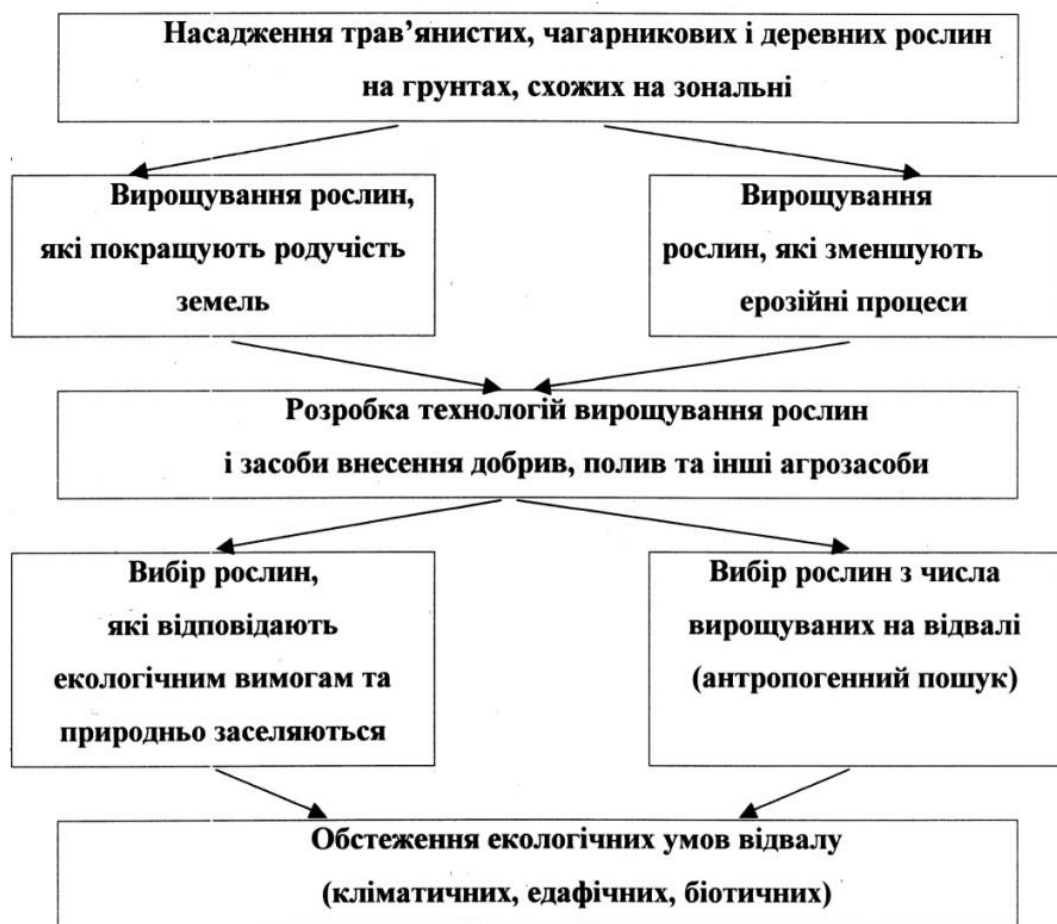 Насадження трав’янистих, чагарникових і деревних рослин
на грунтах, схожих на зональні
Вирощування рослин,
які покращують родучість
земель
Вирощування
рослин, які зменшують
ерозійні процеси
Розробка технологій вирощування рослин
і засоби внесення добрив, полив та інші агрозасоби
Вибір рослин,
які відповідають
екологічним вимогам та
природньо заселяються
Вибір рослин з числа
вирощуваних на відвалі
(антропогенний пошук)
Обстеження екологічних умов відвалу
(кліматичних, едафічних, біотичних)